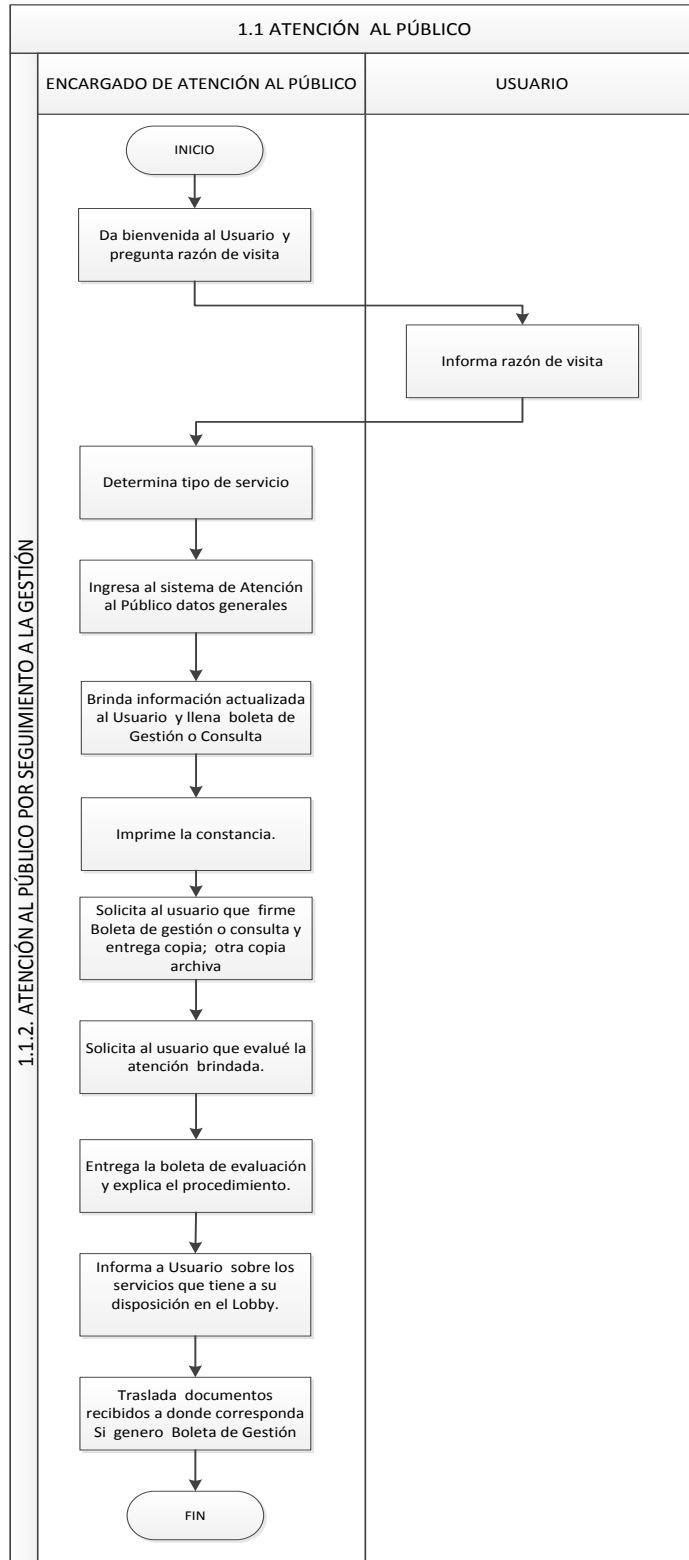 1.1 ATENCIÓN AL PÚBLICO
ENCARGADO DE ATENCIÓN AL PÚBLICO
USUARIO
1.1.2. ATENCIÓN AL PÚBLICO POR SEGUIMIENTO A LA GESTIÓN
INICIO
Da bienvenida al Usuario y
pregunta razón de visita
Informa razón de visita
Determina tipo de servicio
Ingresa al sistema de Atención
al Público datos generales
Brinda información actualizada
al Usuario y llena boleta de
Gestión o Consulta
Imprime la constancia.
Solicita al usuario que firme
Boleta de gestión o consulta y
entrega copia; otra copia
archiva
Solicita al usuario que evalué la
atención brindada.
Entrega la boleta de evaluación
y explica el procedimiento.
Informa a Usuario sobre los
servicios que tiene a su
disposición en el Lobby.
Traslada documentos
recibidos a donde corresponda
Si genero Boleta de Gestión
FIN